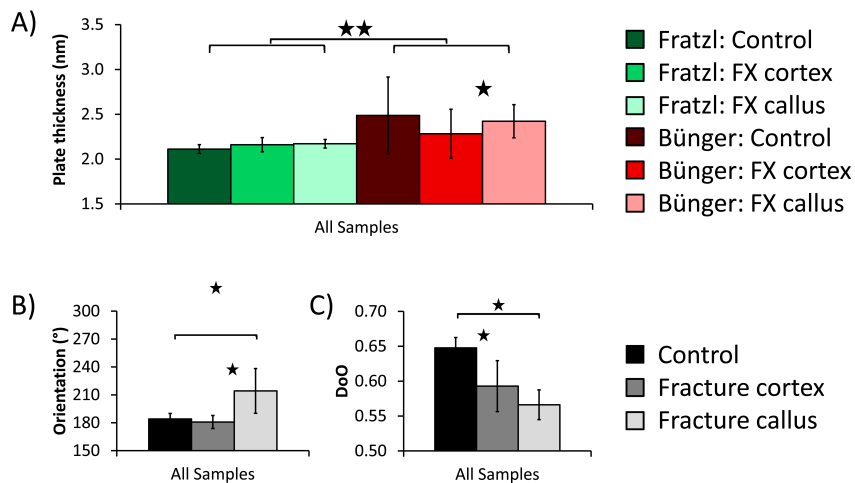 A)
★★
★
Plate thickness (nm)
3.5
3.0
2.5
2.0
1.5
All Samples
Fratzl: Control
Fratzl: FX cortex
Fratzl: FX callus
Bünger: Control
Bünger: FX cortex
Bünger: FX callus
B)
★
★
Orientation (°)
300
270
240
210
180
150
All Samples
C)
★
★
DoO
0.70
0.65
0.60
0.55
0.50
All Samples
Control
Fracture cortex
Fracture callus